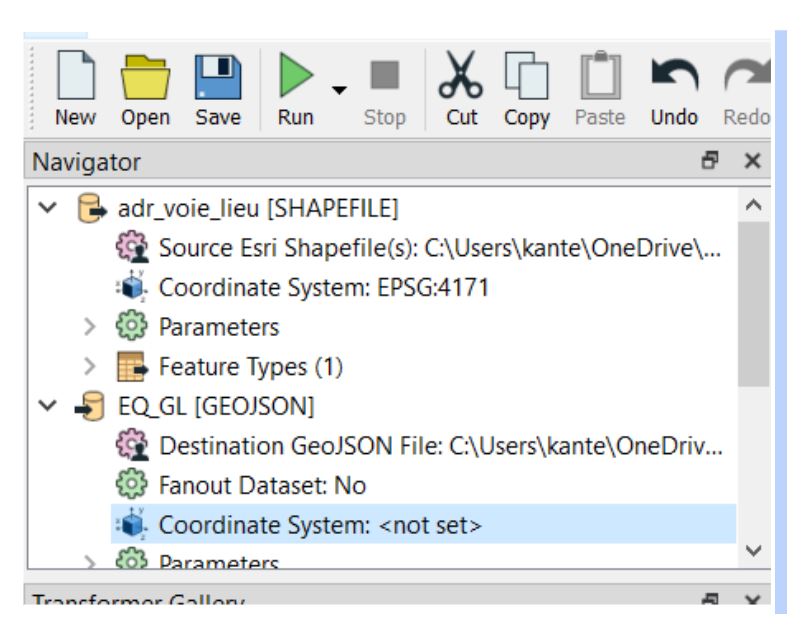 New Open Save Run Stop Cut Copy Paste Undo Redo
Navigator
adr_voie_lieu [SHAPEFILE]
Source Esri Shapefile(s): C:\Users\kante\OneDrive\...
Coordinate System: EPSG:4171
Parameters
Feature Types (1)
EQ_GL [GEOJSON]
Destination GeoJSON File: C:\Users\kante\OneDriv...
Fanout Dataset: No
Coordinate System: <not set>
Parameters
Transformer Gallery